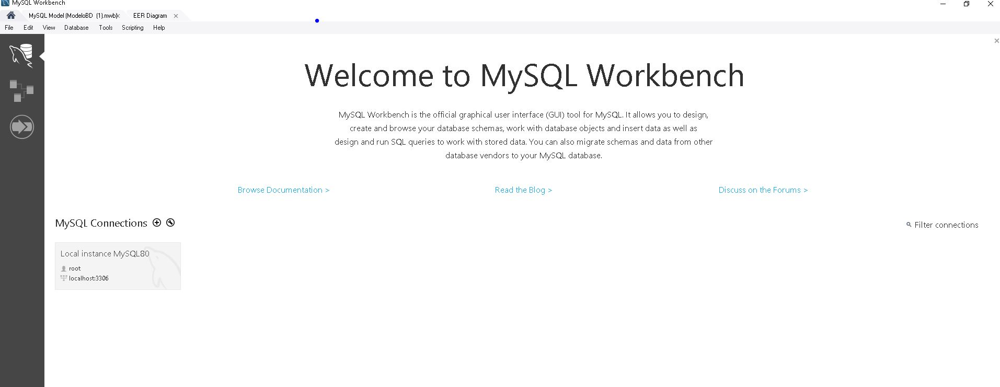 MySQL Workbench
MySQL Model (ModeloBD (1).mwb)
EER Diagram
File Edit View Database Tools Scripting Help
Welcome to MySQL Workbench
MySQL Workbench is the official graphical user interface (GUI) tool for MySQL. It allows you to design,
create and browse your database schemas, work with database objects and insert data as well as
design and run SQL queries to work with stored data. You can also migrate schemas and data from other
database vendors to your MySQL database.
Browse Documentation >
Read the Blog >
Discuss on the Forums >
MySQL Connections
Filter connections
Local instance MySQL80
root
localhost:3306